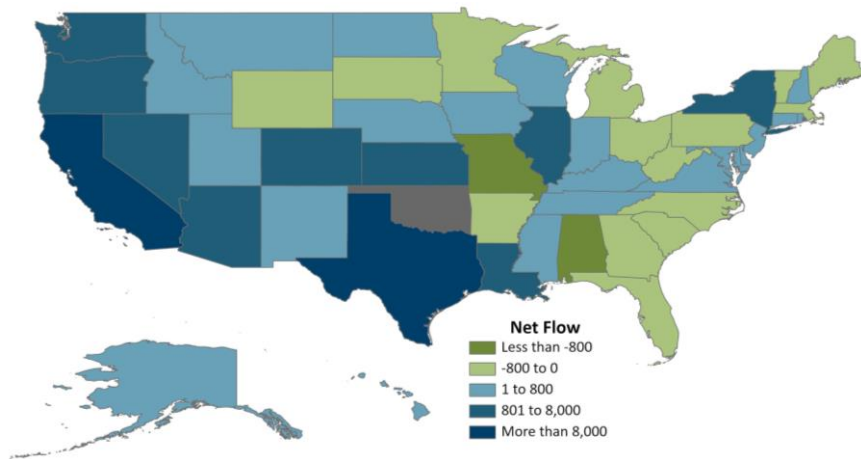 Net Flow
Less than -800
-800 to 0
1 to 800
801 to 8,000
More than 8,000